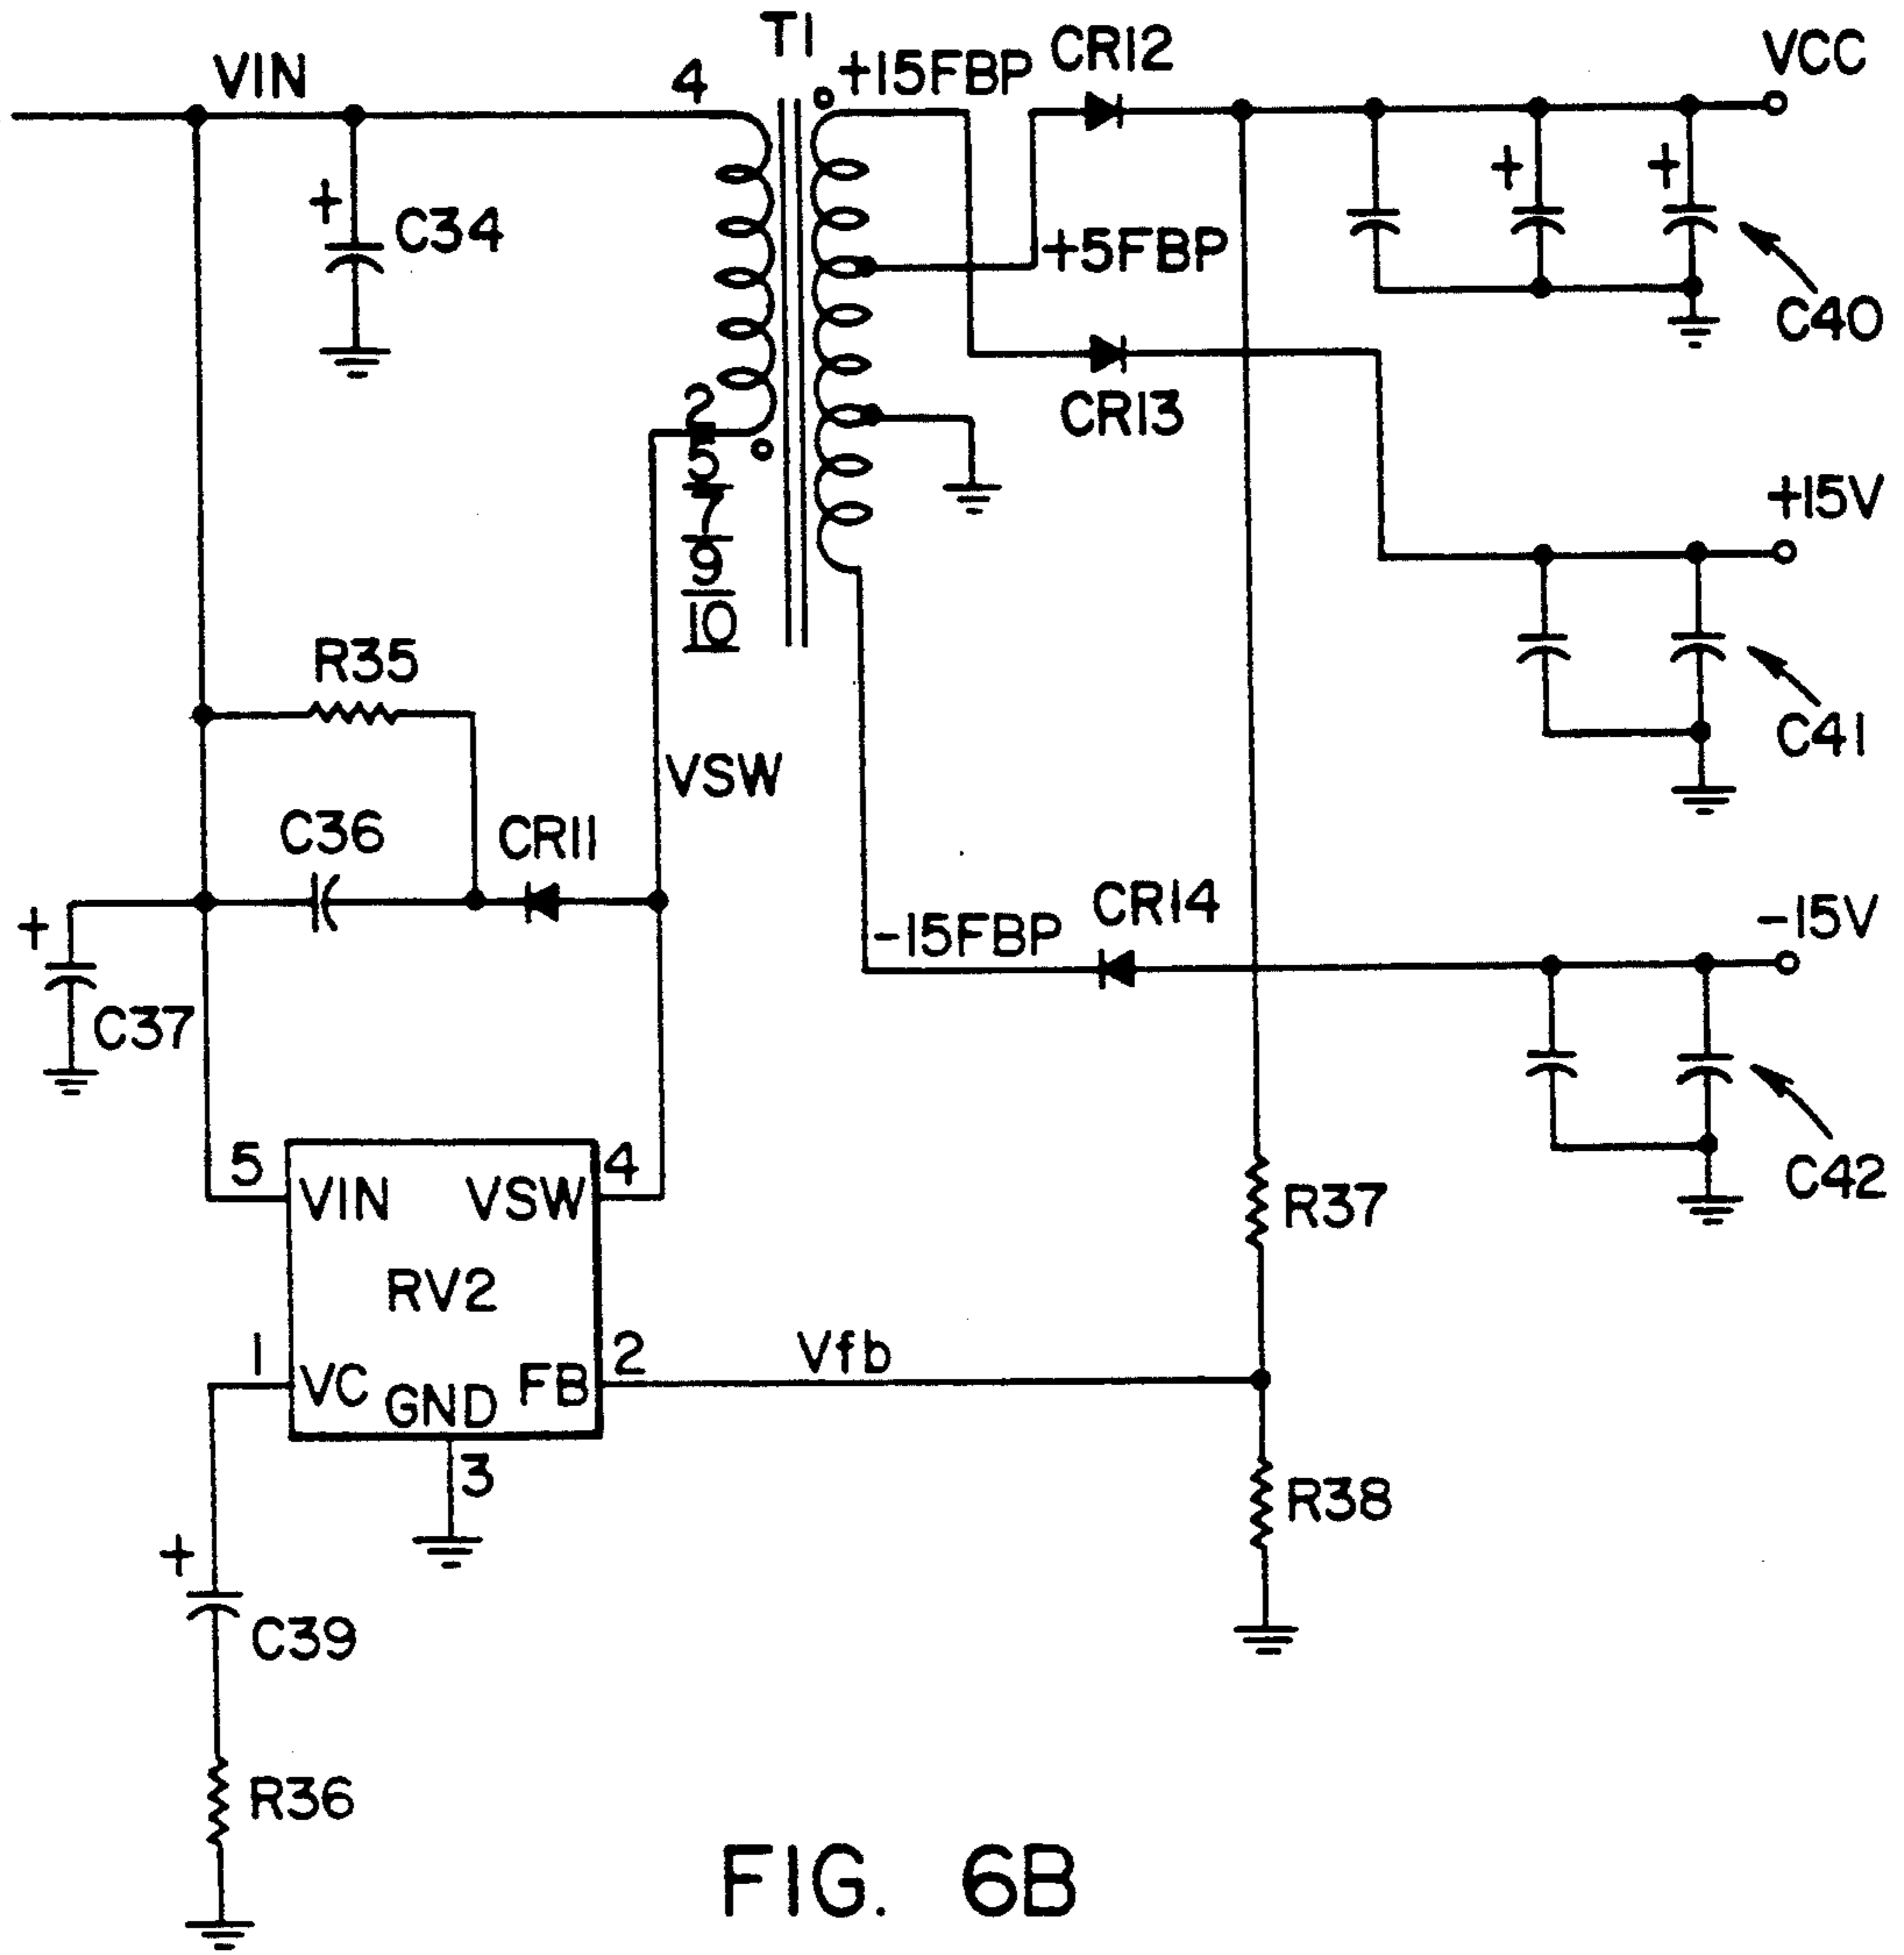 T1
VIN
4
+15FBP
CR12
VCC
+
C34
+
+
+5FBP
C40
2
5
7
9
10
CR13
+15V
R35
C41
VSW
C36
CR11
+
C37
-15FBP
CR14
-15V
C42
5
4
VIN
VSW
R37
RV2
1
2
Vfb
VC
GND
FB
3
R38
+
C39
R36
FIG. 6B